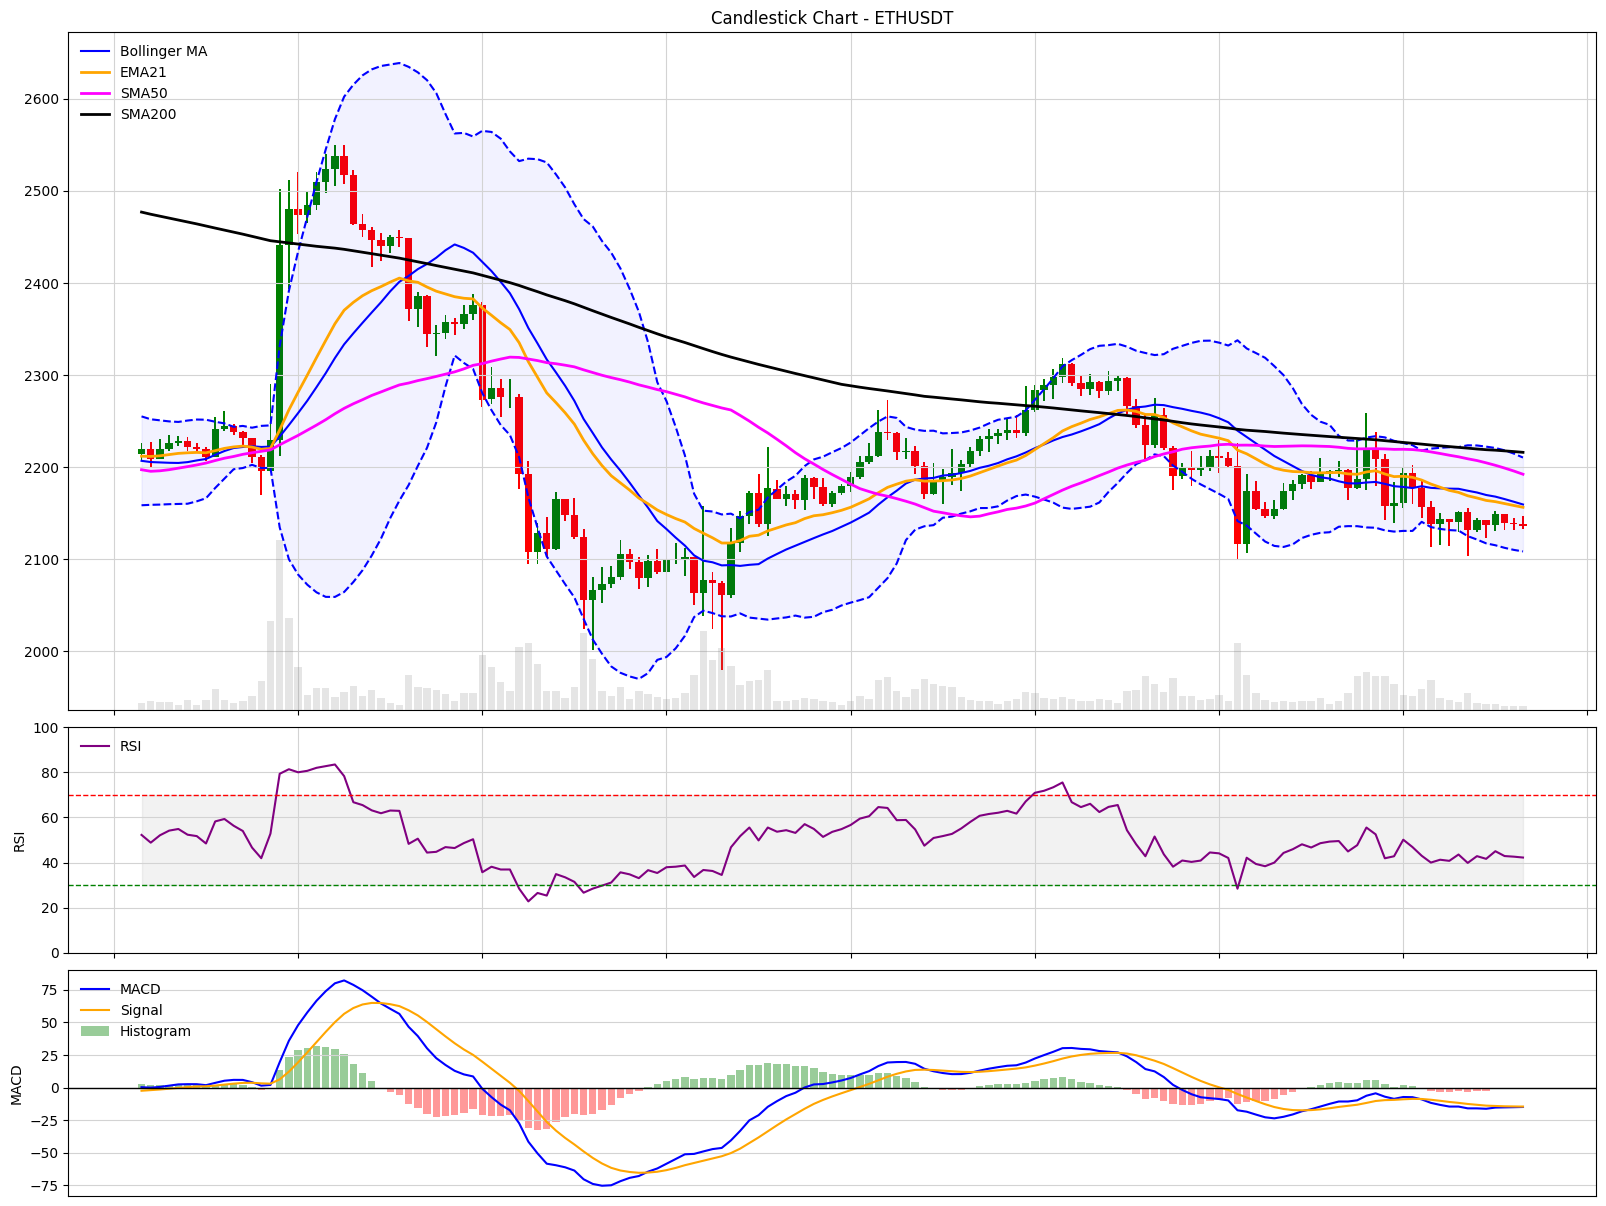 Candlestick Chart - ETHUSDT
Bollinger MA
EMA21
SMA50
SMA200
2600
2500
2400
2300
2200
2100
2000
RSI
100
80
60
40
20
0
RSI
MACD
Signal
Histogram
75
50
25
0
−25
−50
−75
MACD